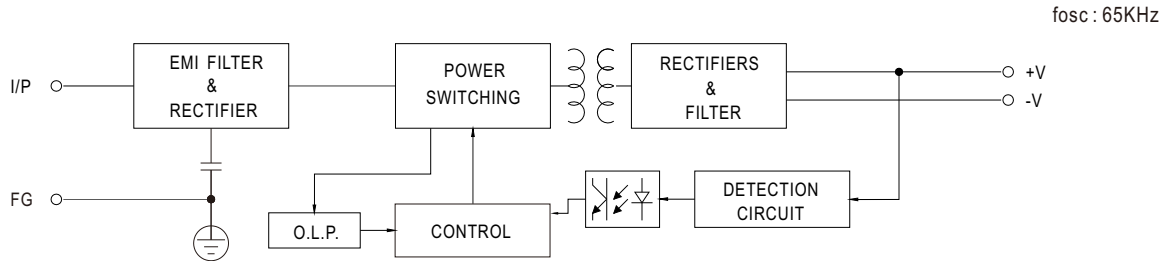 fosc : 65KHz
I/P
EMI FILTER
&
RECTIFIER
POWER
SWITCHING
RECTIFIERS
&
FILTER
+V
-V
FG
O.L.P.
CONTROL
DETECTION
CIRCUIT